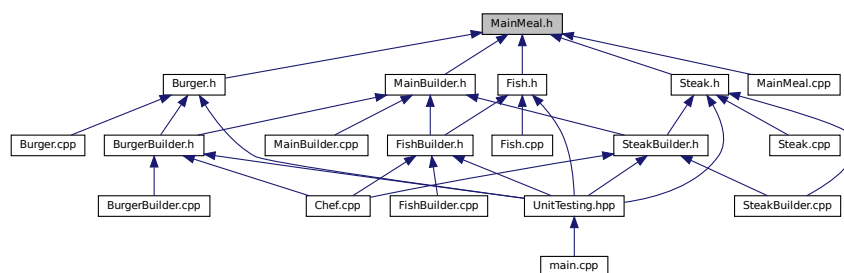 MainMeal.h
Burger.h
MainBuilder.h
Fish.h
Steak.h
MainMeal.cpp
Burger.cpp
BurgerBuilder.h
MainBuilder.cpp
FishBuilder.h
Fish.cpp
SteakBuilder.h
Steak.cpp
BurgerBuilder.cpp
Chef.cpp
FishBuilder.cpp
UnitTesting.hpp
SteakBuilder.cpp
main.cpp